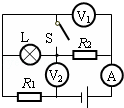 V₁
L S R₂
V₂ A
R₁